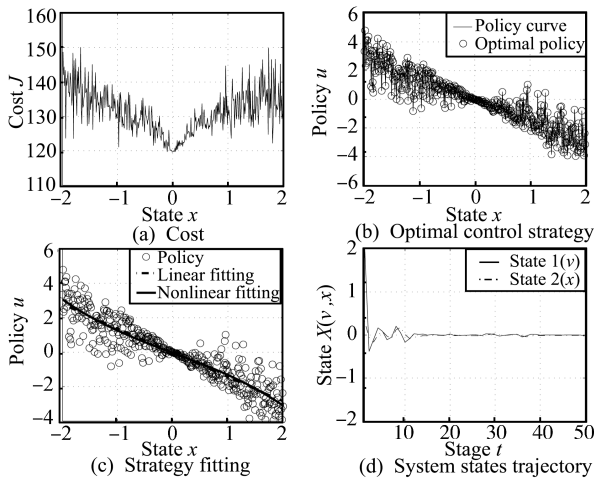 160
150
140
130
120
110
Cost J
−2
−1
0
1
2
State x
(a) Cost
6
4
2
0
−2
−4
−6
Policy u
Policy curve
Optimal policy
−2
−1
0
1
2
State x
(b) Optimal control strategy
6
4
2
0
−2
−4
Policy u
Policy
Linear fitting
Nonlinear fitting
−2
−1
0
1
2
State x
(c) Strategy fitting
2
1
0
−1
−2
State X(v,x)
State 1(v)
State 2(x)
10
20
30
40
50
Stage t
(d) System states trajectory